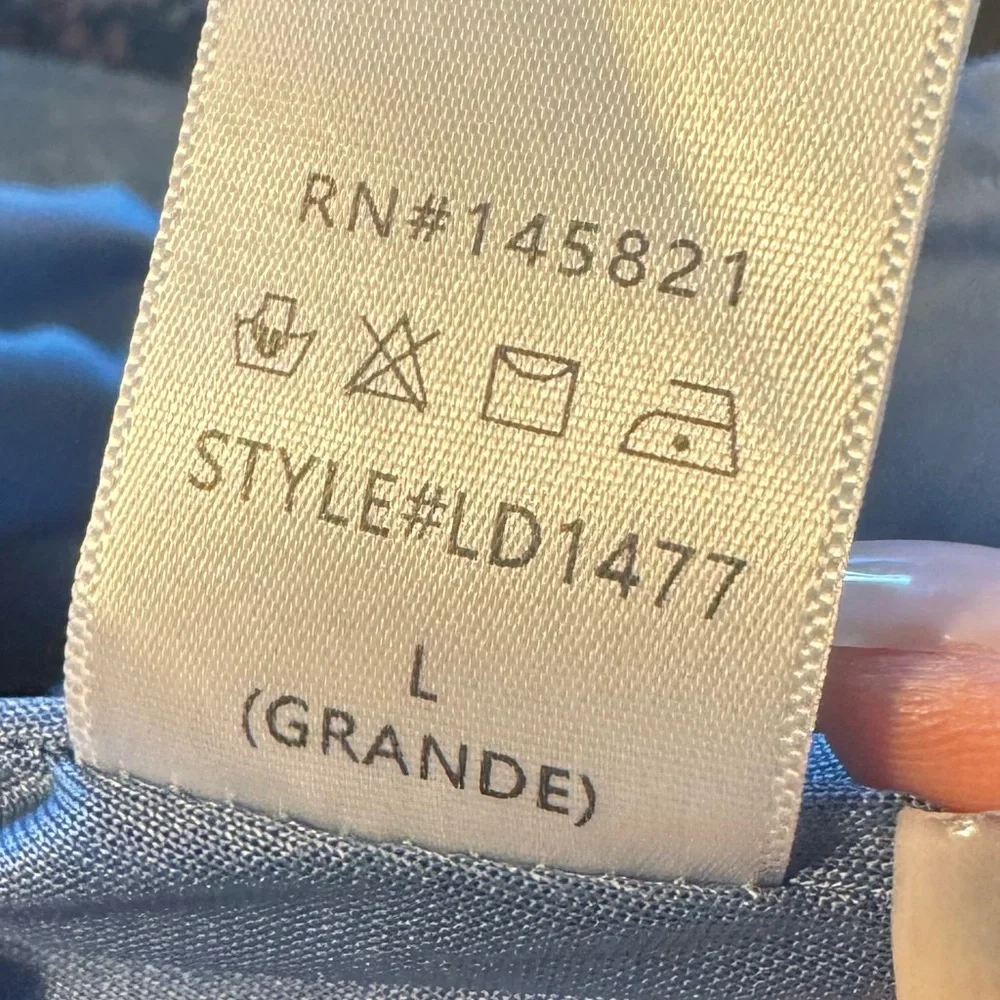 RN#145821
STYLE#LD1477
L
(GRANDE)